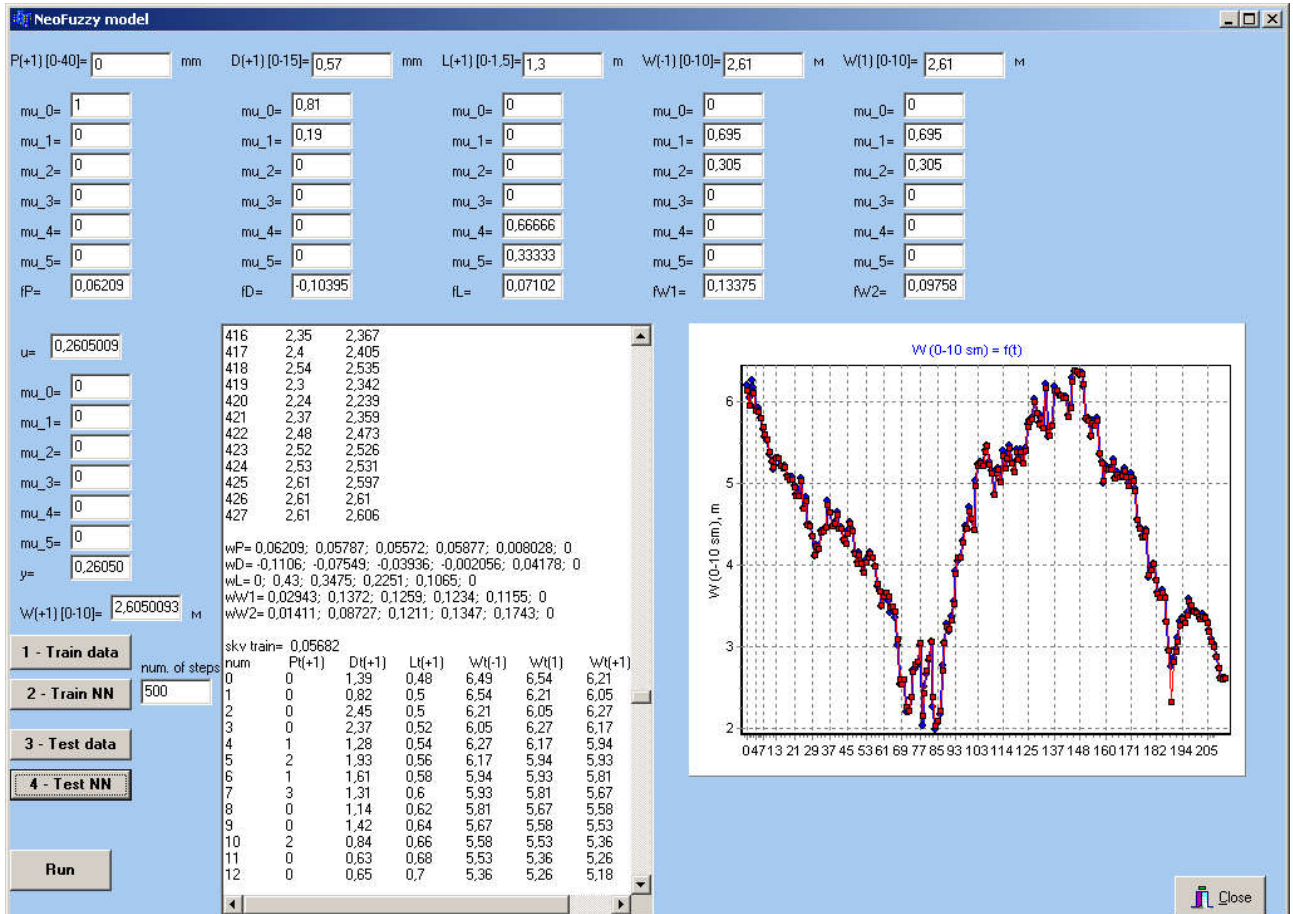 NeoFuzzy model
P(+1) [0-40]= 0 mm D(+1) [0-15]= 0,57 mm L(+1) [0-1,5]= 1,3 m W(-1) [0-10]= 2,61 м W(1) [0-10]= 2,61 м
mu_0= 1 mu_0= 0,81 mu_0= 0 mu_0= 0 mu_0= 0
mu_1= 0 mu_1= 0,19 mu_1= 0 mu_1= 0,695 mu_1= 0,695
mu_2= 0 mu_2= 0 mu_2= 0 mu_2= 0,305 mu_2= 0,305
mu_3= 0 mu_3= 0 mu_3= 0 mu_3= 0 mu_3= 0
mu_4= 0 mu_4= 0 mu_4= 0,66666 mu_4= 0 mu_4= 0
mu_5= 0 mu_5= 0 mu_5= 0,33333 mu_5= 0 mu_5= 0
fP= 0,06209 fD= -0,10395 fL= 0,07102 fW1= 0,13375 fW2= 0,09758
u= 0,2605009
mu_0= 0
mu_1= 0
mu_2= 0
mu_3= 0
mu_4= 0
mu_5= 0
y= 0,26050
W(+1) [0-10]= 2,6050093 м
1 - Train data
num. of steps
2 - Train NN 500
3 - Test data
4 - Test NN
Run
416 2,35 2,367
417 2,4 2,405
418 2,54 2,535
419 2,3 2,342
420 2,24 2,239
421 2,37 2,359
422 2,48 2,473
423 2,52 2,526
424 2,53 2,531
425 2,61 2,597
426 2,61 2,61
427 2,61 2,606
wP= 0,06209; 0,05787; 0,05572; 0,05877; 0,008028; 0
wD= -0,1106; -0,07549; -0,03936; -0,002056; 0,04178; 0
wL= 0; 0,43; 0,3475; 0,2251; 0,1065; 0
wW1= 0,02943; 0,1372; 0,1259; 0,1234; 0,1155; 0
wW2= 0,01411; 0,08727; 0,1211; 0,1347; 0,1743; 0
skv train= 0,05682
num Pt(+1) Dt(+1) Lt(+1) Wt(-1) Wt(1) Wt(+1)
0 0 1,39 0,48 6,49 6,54 6,21
1 0 0,82 0,5 6,54 6,21 6,05
2 0 2,45 0,5 6,21 6,05 6,27
3 0 2,37 0,52 6,05 6,27 6,17
4 1 1,28 0,54 6,27 6,17 5,94
5 2 1,93 0,56 6,17 5,94 5,93
6 1 1,61 0,58 5,94 5,93 5,81
7 3 1,31 0,6 5,93 5,81 5,67
8 0 1,14 0,62 5,81 5,67 5,58
9 0 1,42 0,64 5,67 5,58 5,53
10 2 0,84 0,66 5,58 5,53 5,36
11 0 0,63 0,68 5,53 5,36 5,26
12 0 0,65 0,7 5,36 5,26 5,18
W (0-10 sm) = f(t)
W (0-10 sm), m
6
5
4
3
2
0 4 7 13 21 29 37 45 53 61 69 77 85 93 103 114 125 137 148 160 171 182 194 205
Close